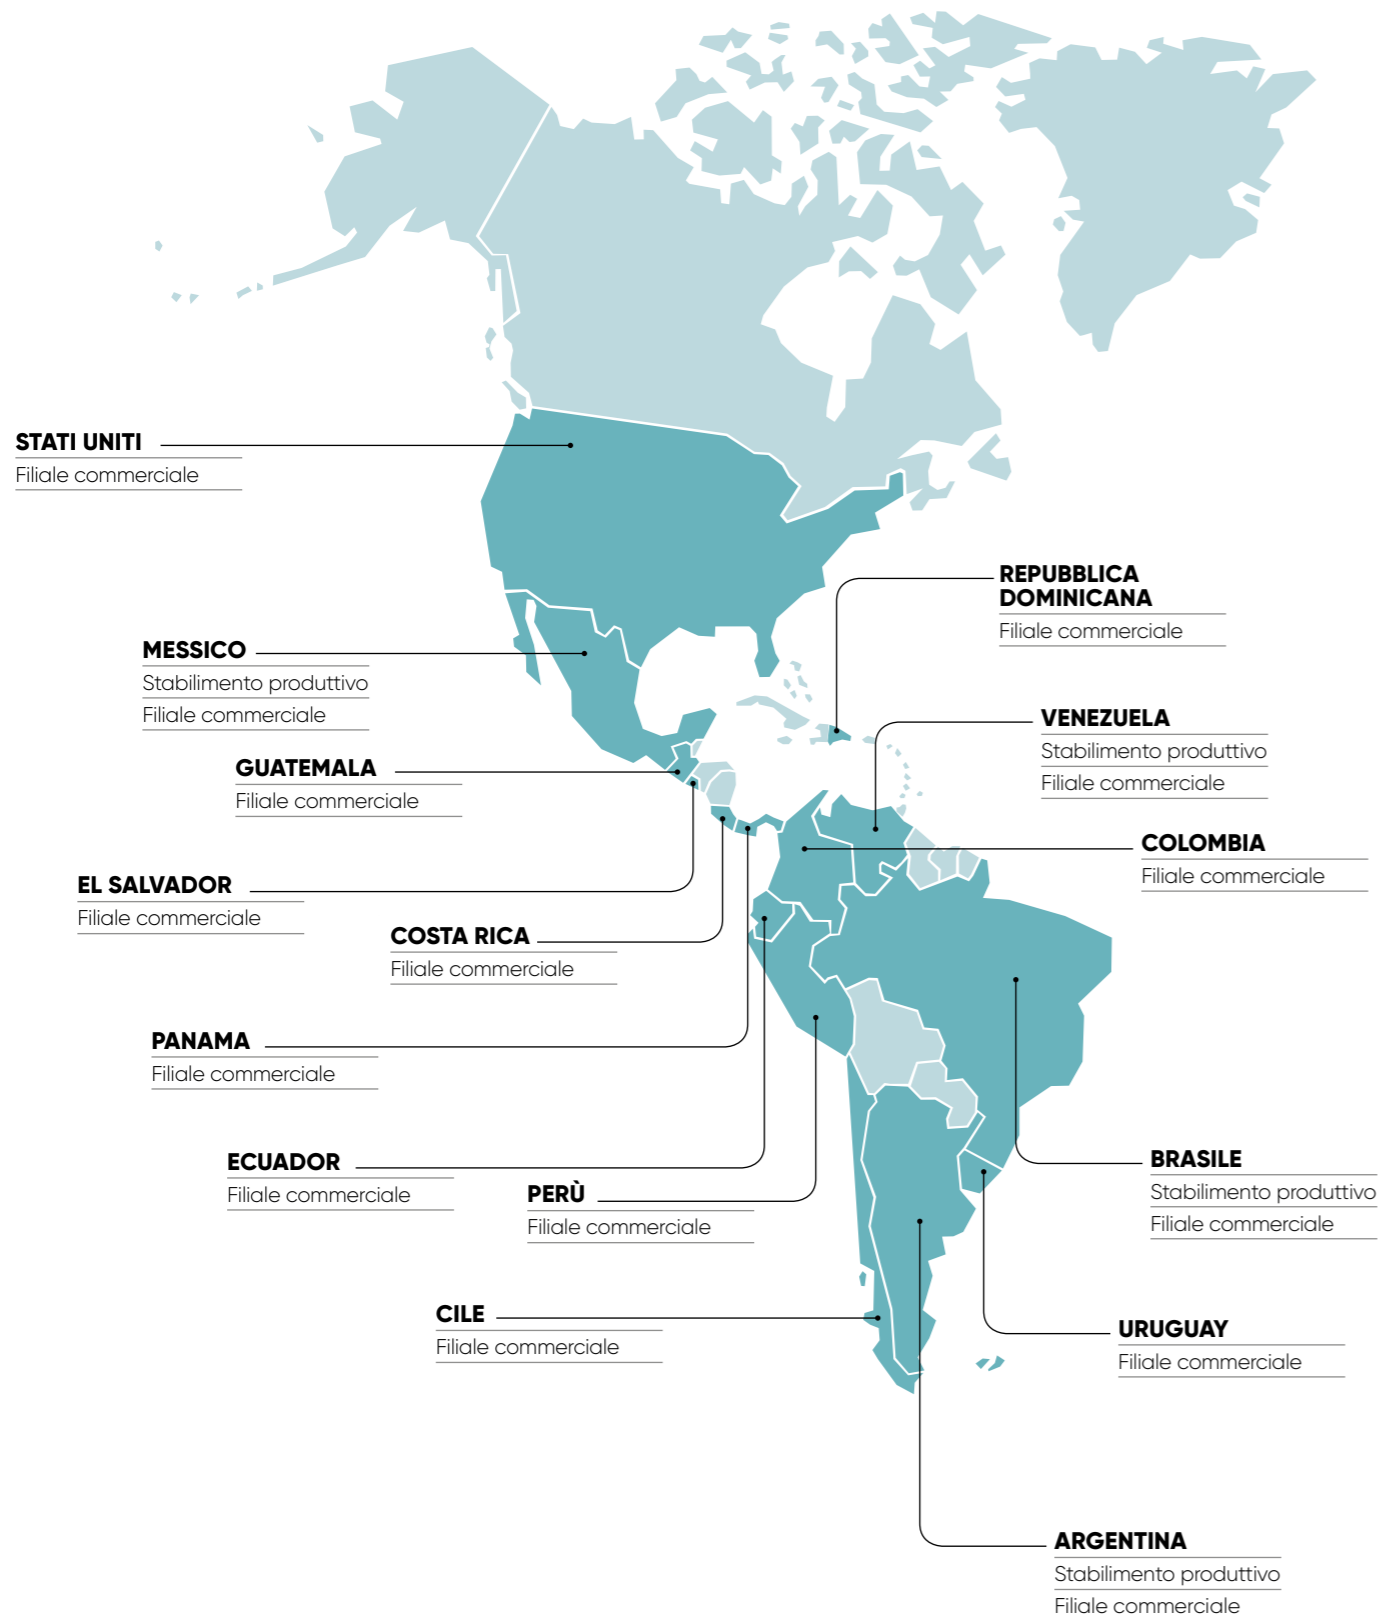 STATI UNITI
Filiale commerciale
REPUBBLICA
DOMINICANA
Filiale commerciale
MESSICO
Stabilimento produttivo
Filiale commerciale
VENEZUELA
Stabilimento produttivo
Filiale commerciale
GUATEMALA
Filiale commerciale
COLOMBIA
Filiale commerciale
EL SALVADOR
Filiale commerciale
COSTA RICA
Filiale commerciale
PANAMA
Filiale commerciale
ECUADOR
Filiale commerciale
BRASILE
Stabilimento produttivo
Filiale commerciale
PERÙ
Filiale commerciale
CILE
Filiale commerciale
URUGUAY
Filiale commerciale
ARGENTINA
Stabilimento produttivo
Filiale commerciale